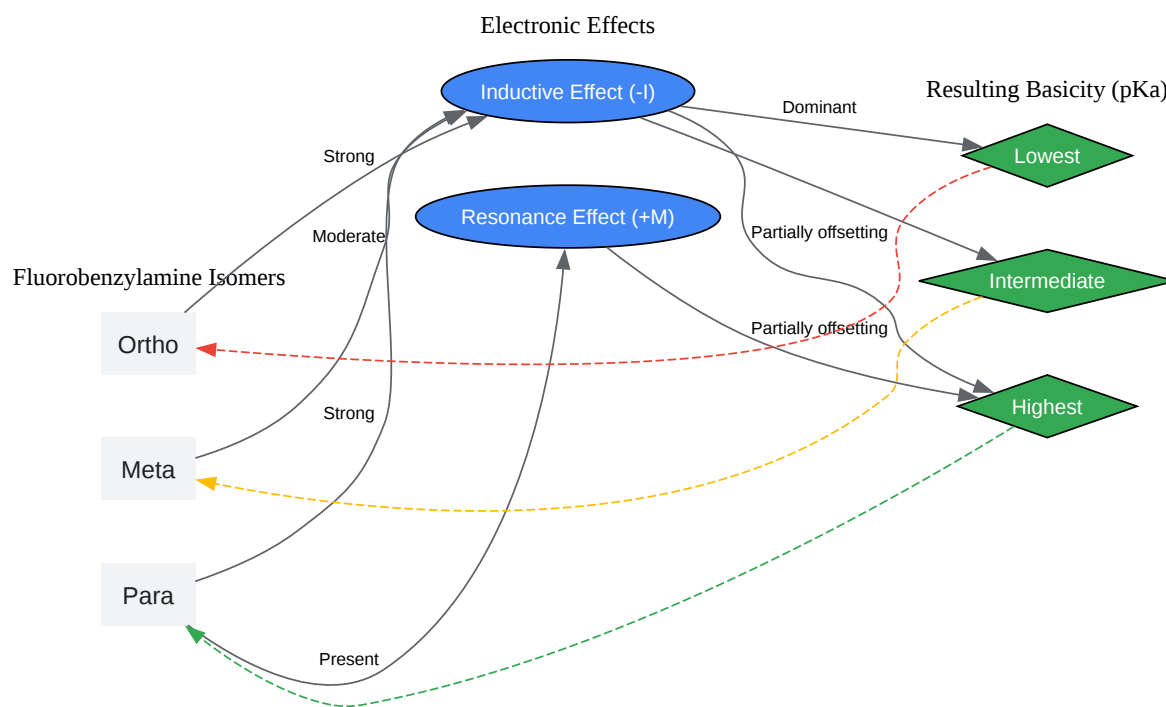 Electronic Effects
Inductive Effect (-I)
Resulting Basicity (pKa)
Dominant
Lowest
Strong
Resonance Effect (+M)
Moderate
Partially offsetting
Fluorobenzylamine Isomers
Intermediate
Ortho
Partially offsetting
Strong
Highest
Meta
Para
Present